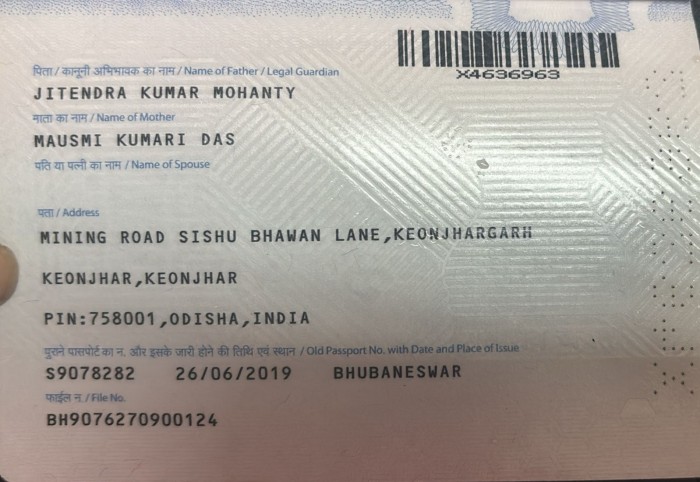 X4636963
पिता / कानूनी अभिभावक का नाम / Name of Father / Legal Guardian
JITENDRA KUMAR MOHANTY
माता का नाम / Name of Mother
MAUSMI KUMARI DAS
पति या पत्नी का नाम / Name of Spouse
पता / Address
MINING ROAD SISHU BHAWAN LANE,KEONJHARGARH
KEONJHAR,KEONJHAR
PIN:758001,ODISHA,INDIA
पुराने पासपोर्ट का न. और इसके जारी होने की तिथि एवं स्थान / Old Passport No. with Date and Place of Issue
S9078282 26/06/2019 BHUBANESWAR
फाईल न. / File No.
BH9076270900124